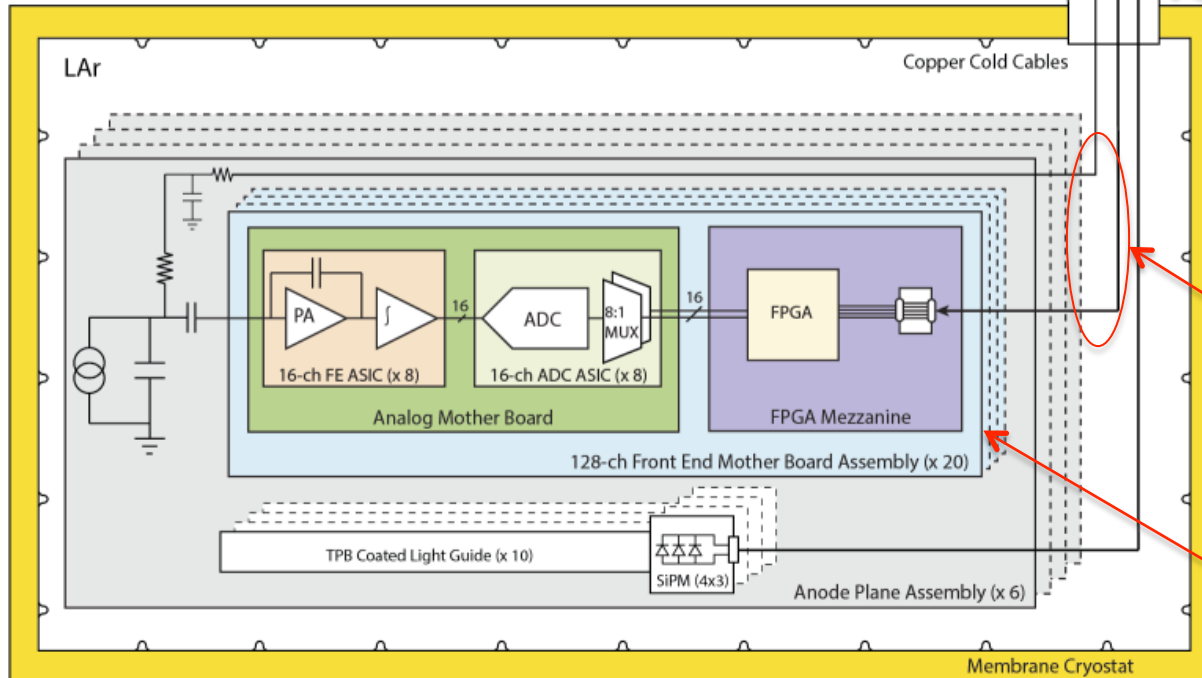 LAr
Copper Cold Cables
PA
∫
16
ADC
8:1
MUX
16
FPGA
16-ch FE ASIC (x 8)
16-ch ADC ASIC (x 8)
Analog Mother Board
FPGA Mezzanine
128-ch Front End Mother Board Assembly (x 20)
TPB Coated Light Guide (x 10)
SiPM (4x3)
Anode Plane Assembly (x 6)
Membrane Cryostat